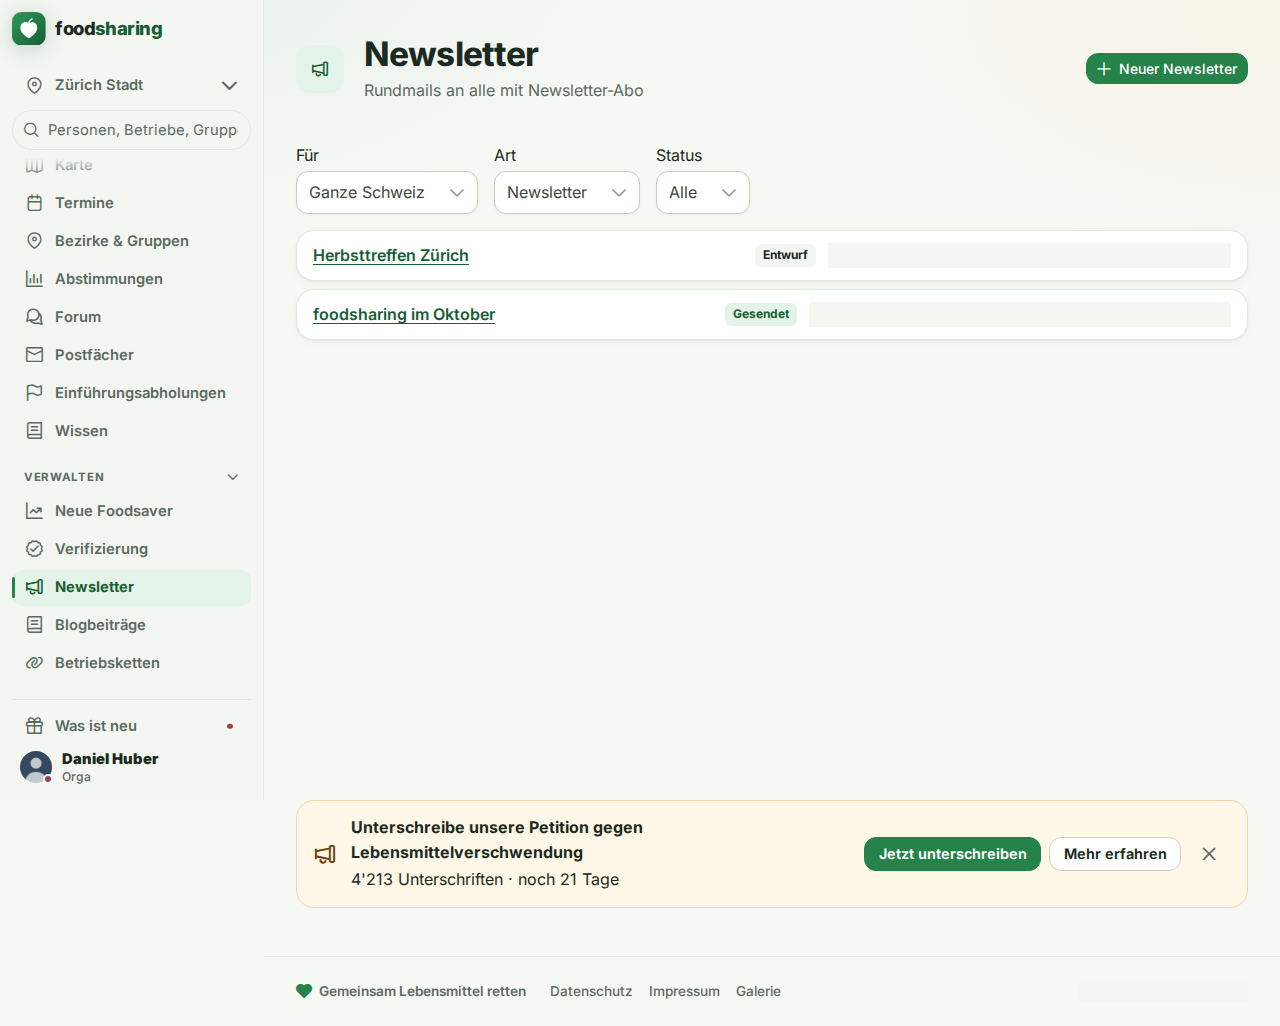 foodsharing
Zürich Stadt
Personen, Betriebe, Grupp
Karte
Termine
Bezirke & Gruppen
Abstimmungen
Forum
Postfächer
Einführungsabholungen
Wissen
VERWALTEN
Neue Foodsaver
Verifizierung
Newsletter
Blogbeiträge
Betriebsketten
Was ist neu
Daniel Huber
Orga
Newsletter
Rundmails an alle mit Newsletter-Abo
Neuer Newsletter
Für
Art
Status
Ganze Schweiz
Newsletter
Alle
Herbsttreffen Zürich
Entwurf
foodsharing im Oktober
Gesendet
Unterschreibe unsere Petition gegen
Lebensmittelverschwendung
4'213 Unterschriften · noch 21 Tage
Jetzt unterschreiben
Mehr erfahren
Gemeinsam Lebensmittel retten
Datenschutz
Impressum
Galerie